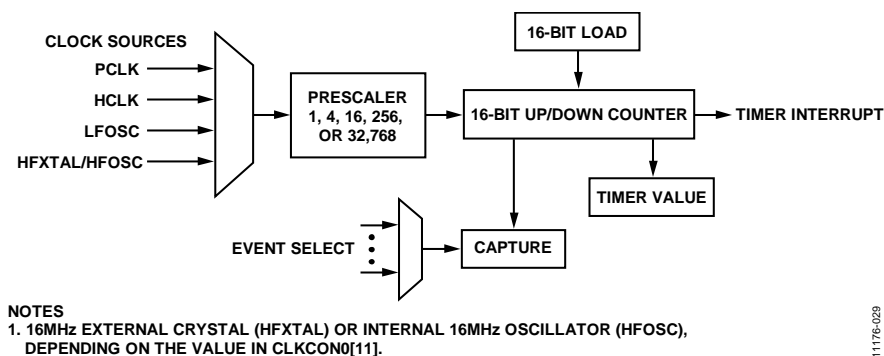 CLOCK SOURCES
PCLK
HCLK
LFOSC
HFXTAL/HFOSC
PRESCALER
1, 4, 16, 256,
OR 32,768
16-BIT LOAD
16-BIT UP/DOWN COUNTER
TIMER INTERRUPT
TIMER VALUE
EVENT SELECT
CAPTURE
NOTES
1. 16MHz EXTERNAL CRYSTAL (HFXTAL) OR INTERNAL 16MHz OSCILLATOR (HFOSC),
DEPENDING ON THE VALUE IN CLKCON0[11].
11176-029